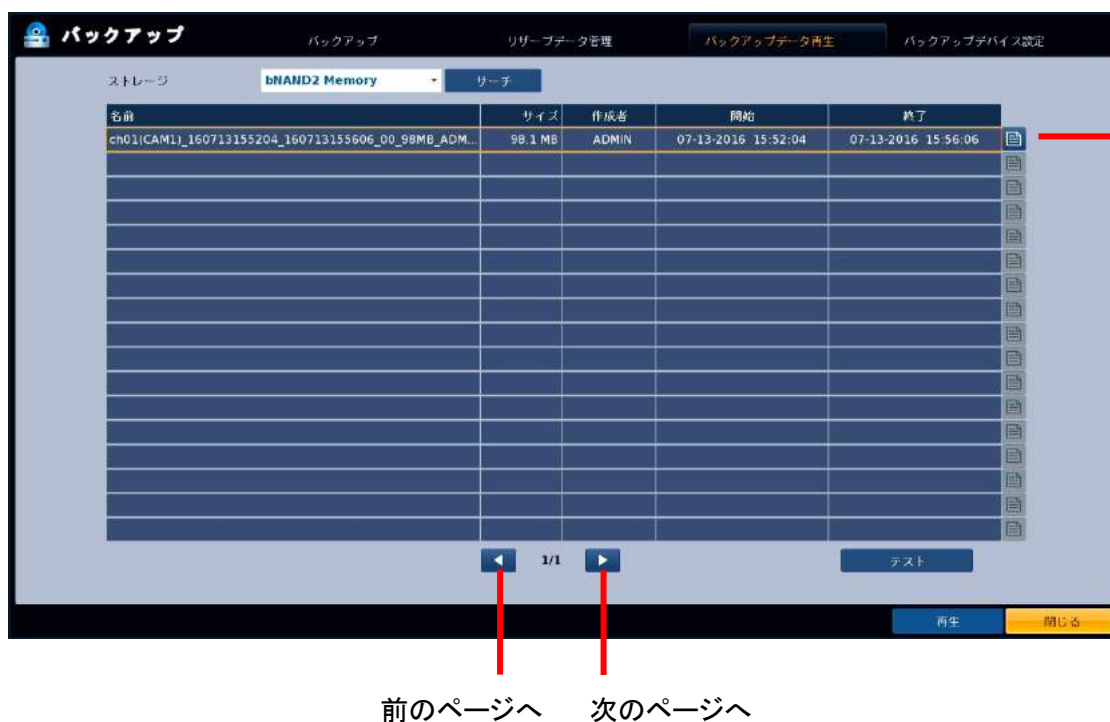 バックアップ
バックアップ リザーブデータ管理 バックアップデータ再生 バックアップデバイス設定
ストレージ bNAND2 Memory サーチ
名前 サイズ 作成者 開始 終了
ch01(CAM1)_160713155204_160713155606_00_98MB_ADM... 98.1 MB ADMIN 07-13-2016 15:52:04 07-13-2016 15:56:06
1/1 テスト
再生 閉じる
前のページへ 次のページへ